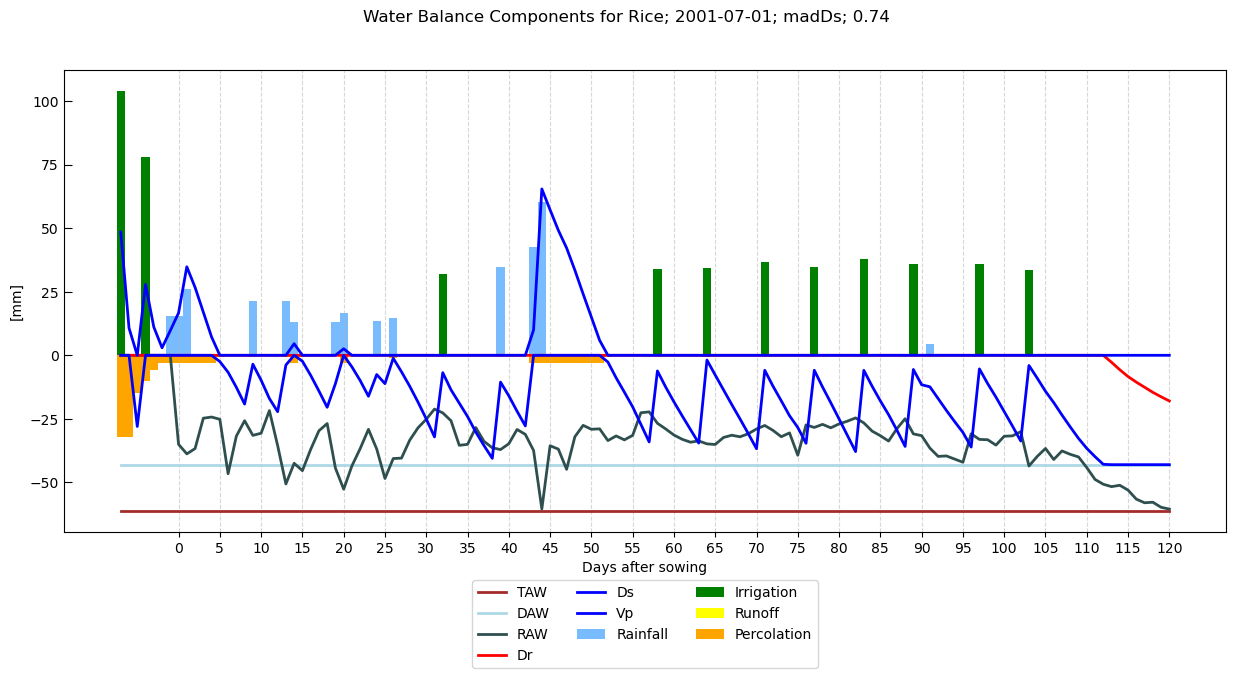 Water Balance Components for Rice; 2001-07-01; madDs; 0.74
100
75
50
25
0
−25
−50
[mm]
0 5 10 15 20 25 30 35 40 45 50 55 60 65 70 75 80 85 90 95 100 105 110 115 120
Days after sowing
TAW Ds Irrigation
DAW Vp Runoff
RAW Rainfall Percolation
Dr